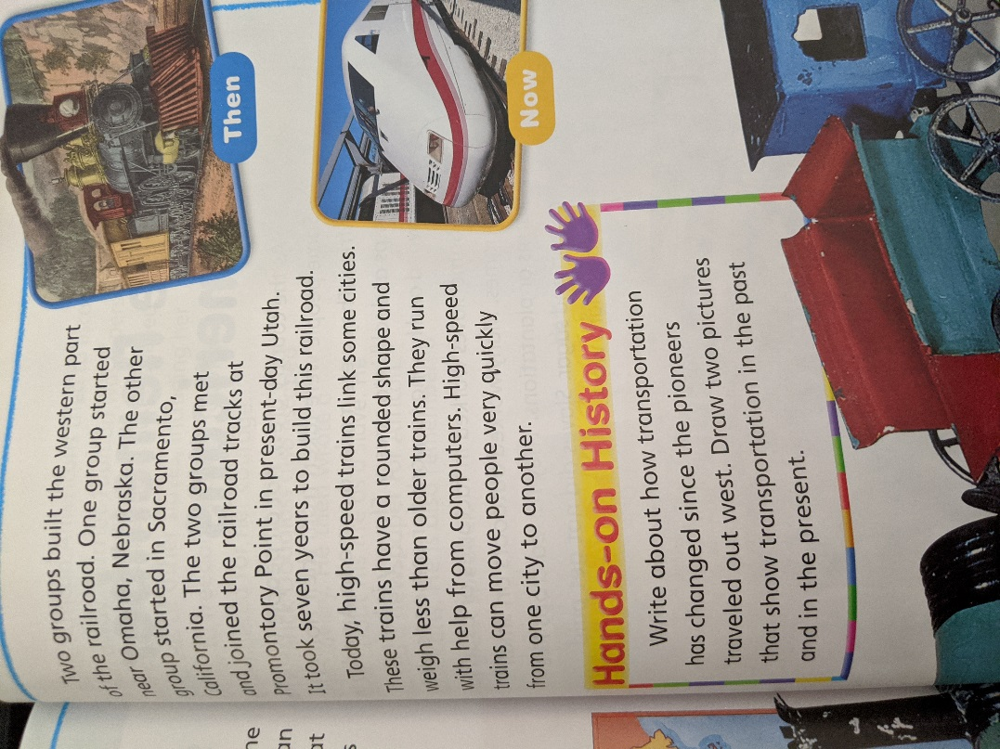 Two groups built the western part
of the railroad. One group started
near Omaha, Nebraska. The other
group started in Sacramento,
California. The two groups met
and joined the railroad tracks at
Promontory Point in present-day Utah.
It took seven years to build this railroad.
Today, high-speed trains link some cities.
These trains have a rounded shape and
weigh less than older trains. They run
with help from computers. High-speed
trains can move people very quickly
from one city to another.
Then
Now
Hands-on History
Write about how transportation
has changed since the pioneers
traveled out west. Draw two pictures
that show transportation in the past
and in the present.